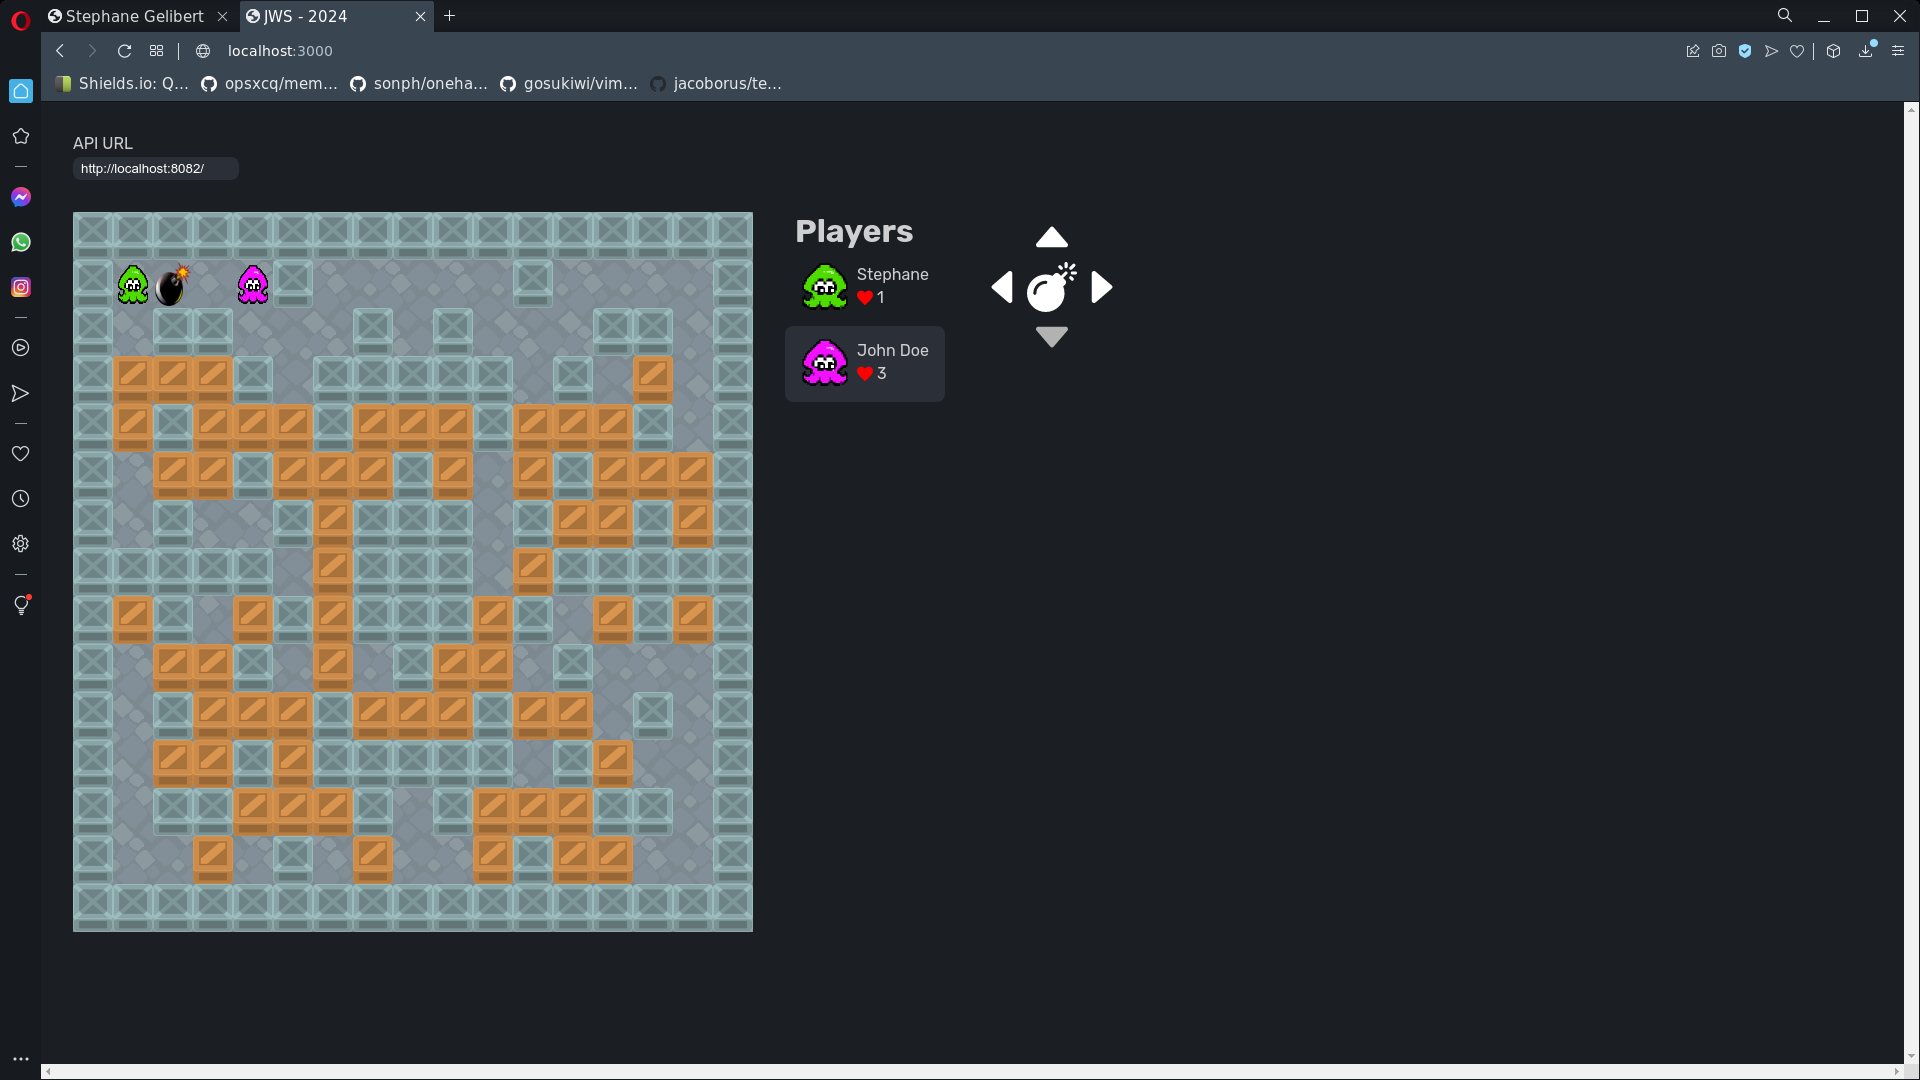 Stephane Gelibert
JWS - 2024
localhost:3000
Shields.io: Q...
opsxcq/mem...
sonph/oneha...
gosukiwi/vim...
jacoborus/te...
API URL
http://localhost:8082/
Players
Stephane
1
John Doe
3